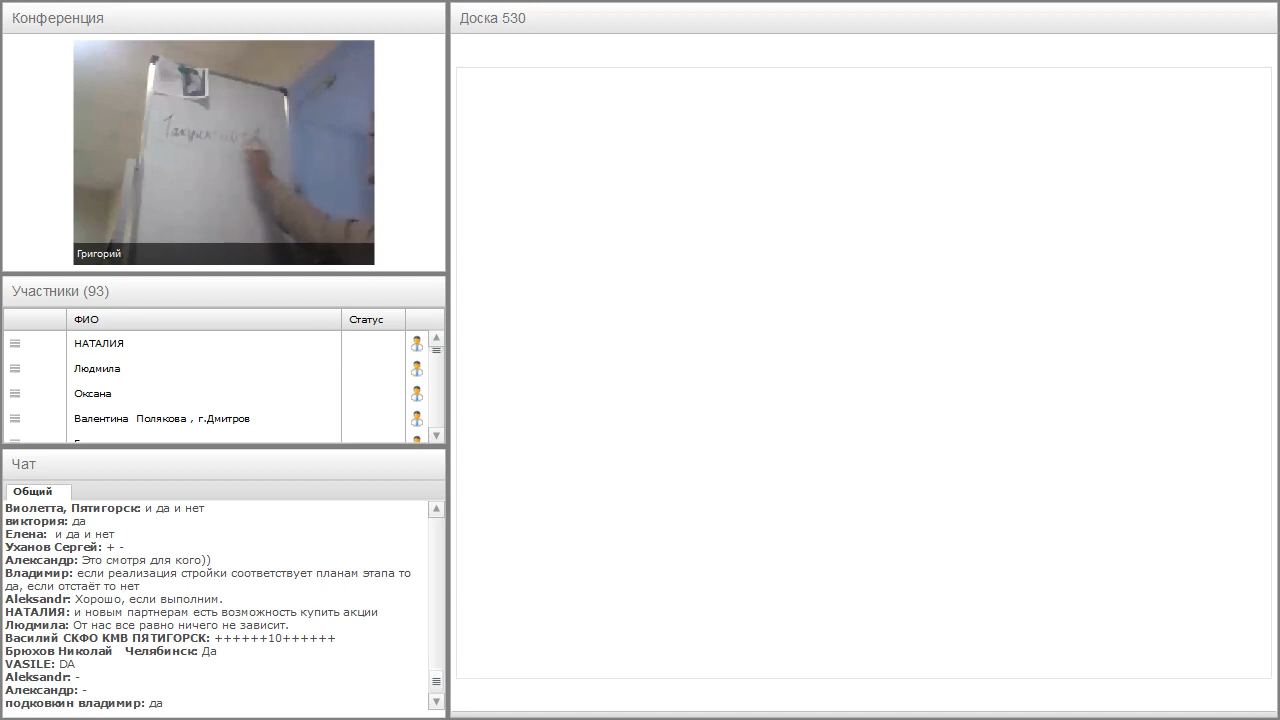 Конференция
Григорий
Участники (93)
ФИО Статус
НАТАЛИЯ
Людмила
Оксана
Валентина Полякова , г.Дмитров
Чат
Общий
Виолетта, Пятигорск: и да и нет
виктория: да
Елена: и да и нет
Уханов Сергей: + -
Александр: Это смотря для кого))
Владимир: если реализация стройки соответствует планам этапа то
да, если отстаёт то нет
Aleksandr: Хорошо, если выполним.
НАТАЛИЯ: и новым партнерам есть возможность купить акции
Людмила: От нас все равно ничего не зависит.
Василий СКФО КМВ ПЯТИГОРСК: ++++++10++++++
Брюхов Николай Челябинск: Да
VASILE: DA
Aleksandr: -
Александр: -
подковкин владимир: да
Доска 530